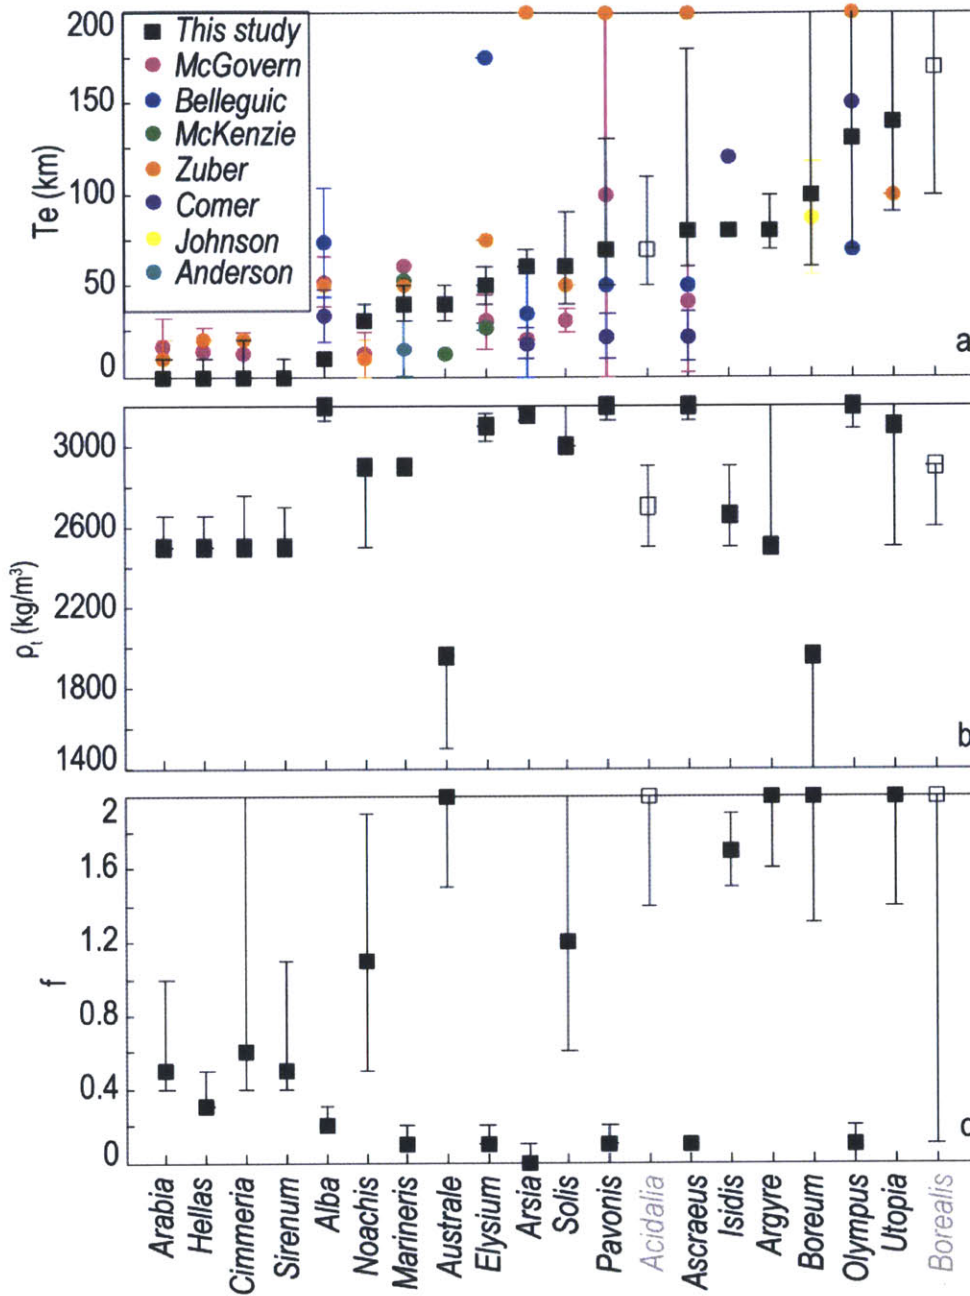 200
150
100
50
0
Te (km)
This study
McGovern
Belleguic
McKenzie
Zuber
Comer
Johnson
Anderson
a
3000
2600
2200
1800
1400
ρt (kg/m³)
b
2
1.6
1.2
0.8
0.4
0
f
c
Arabia
Hellas
Cimmeria
Sirenum
Alba
Noachis
Marineris
Australe
Elysium
Arsia
Solis
Pavonis
Acidalia
Ascraeus
Isidis
Argyre
Boreum
Olympus
Utopia
Borealis